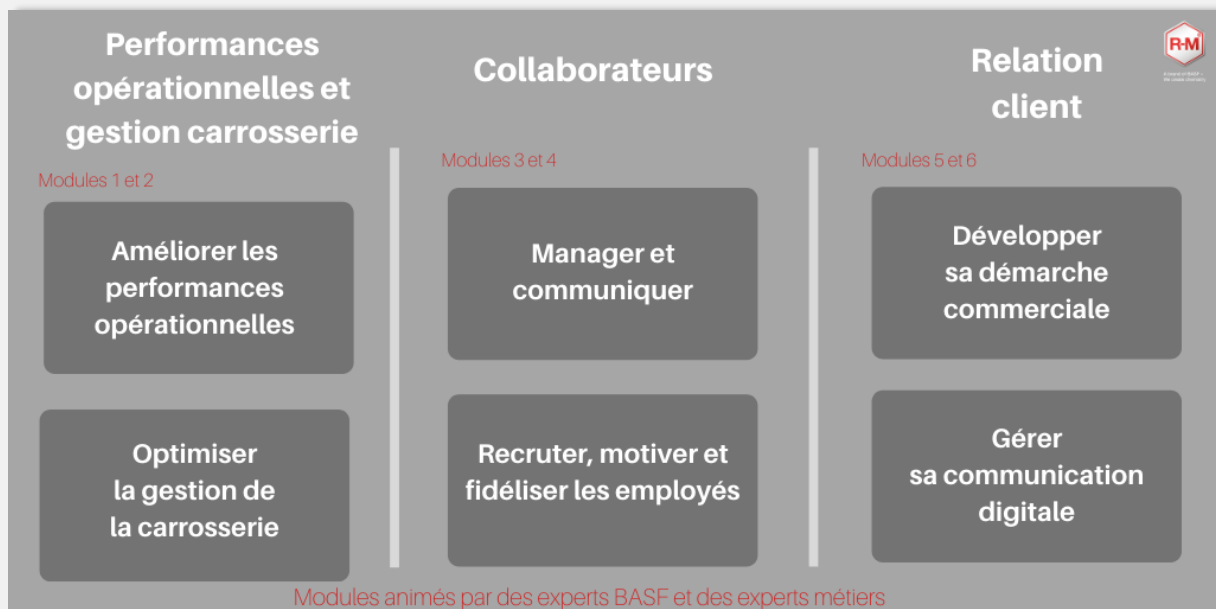 Performances
opérationnelles et
gestion carrosserie
Modules 1 et 2
Améliorer les
performances
opérationnelles
Optimiser
la gestion de
la carrosserie
Collaborateurs
Modules 3 et 4
Manager et
communiquer
Recruter, motiver et
fidéliser les employés
Relation
client
Modules 5 et 6
Développer
sa démarche
commerciale
Gérer
sa communication
digitale
R-M
Modules animés par des experts BASF et des experts métiers